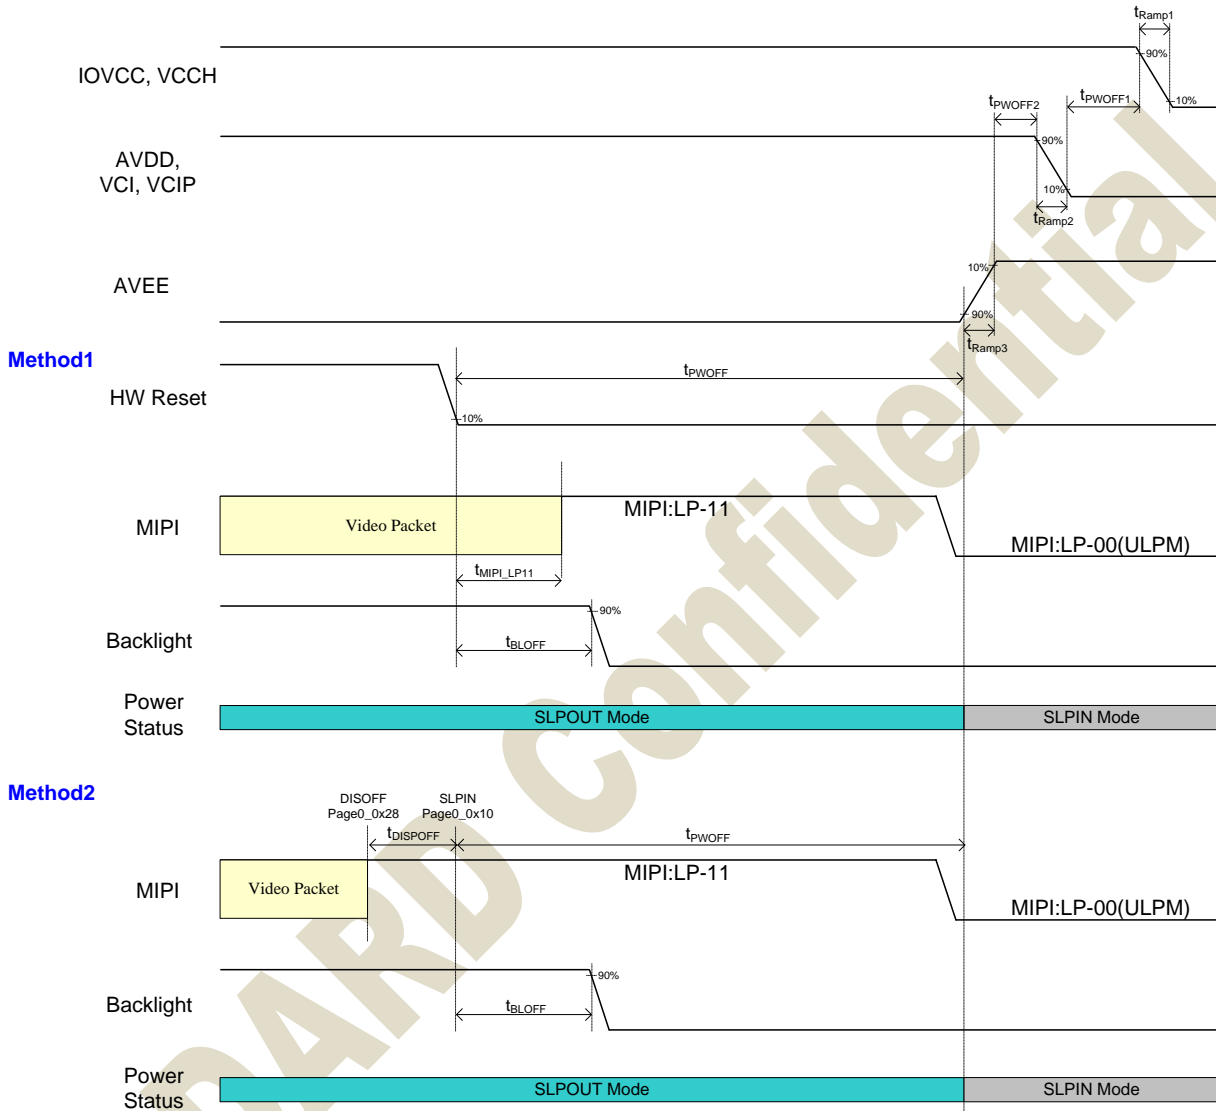 tRamp1
IOVCC, VCCH
90%
10%
tPWOFF2
tPWOFF1
AVDD,
VCI, VCIP
90%
10%
tRamp2
AVEE
10%
90%
tRamp3
Method1
HW Reset
10%
tPWOFF
MIPI
Video Packet
MIPI:LP-11
MIPI:LP-00(ULPM)
tMIPI_LP11
Backlight
90%
tBLOFF
Power
Status
SLPOUT Mode
SLPIN Mode
Method2
DISOFF
Page0_0x28
SLPIN
Page0_0x10
tDISPOFF
tPWOFF
MIPI
Video Packet
MIPI:LP-11
MIPI:LP-00(ULPM)
Backlight
90%
tBLOFF
Power
Status
SLPOUT Mode
SLPIN Mode
DARD Confidential